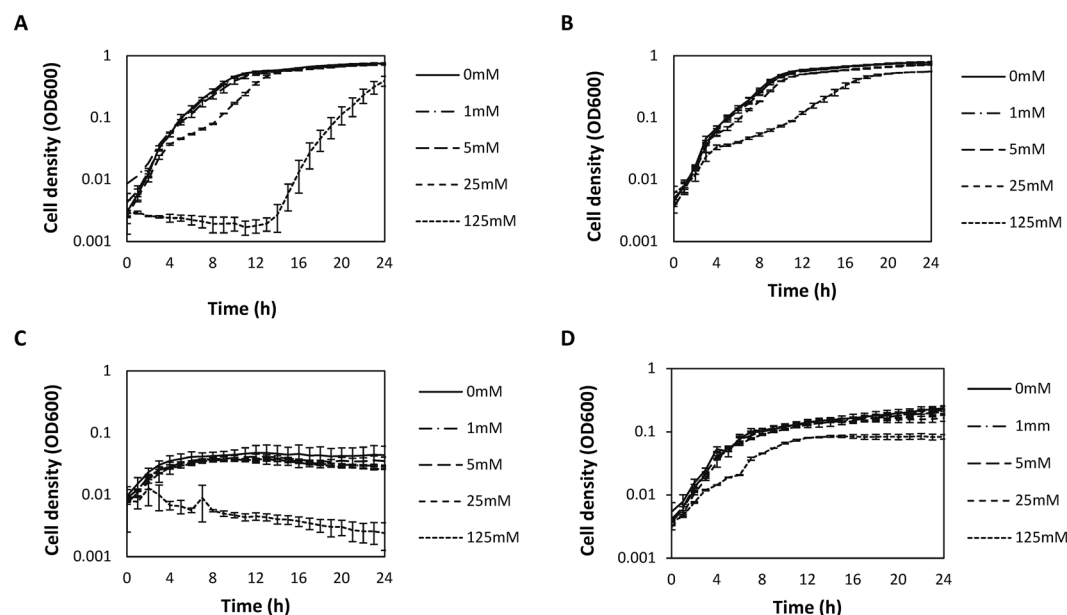 A
Cell density (OD600)
1
0.1
0.01
0.001
0 4 8 12 16 20 24
Time (h)
0mM
1mM
5mM
25mM
125mM
B
Cell density (OD600)
1
0.1
0.01
0.001
0 4 8 12 16 20 24
Time (h)
0mM
1mM
5mM
25mM
125mM
C
Cell density (OD600)
1
0.1
0.01
0.001
0 4 8 12 16 20 24
Time (h)
0mM
1mM
5mM
25mM
125mM
D
Cell density (OD600)
1
0.1
0.01
0.001
0 4 8 12 16 20 24
Time (h)
0mM
1mm
5mM
25mM
125mM